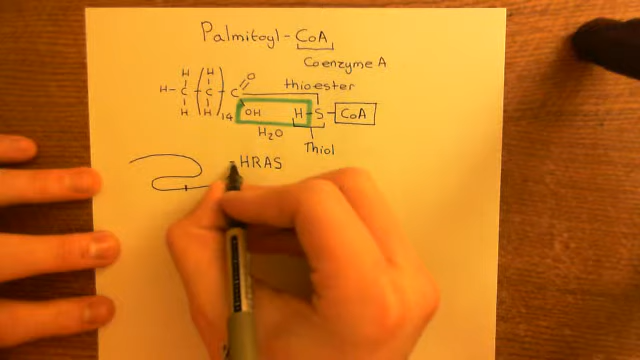 Palmitoyl - CoA
Coenzyme A
H H O
H - C - C - C thioester
H H 14 OH H - S - CoA
H2O
Thiol
HRAS